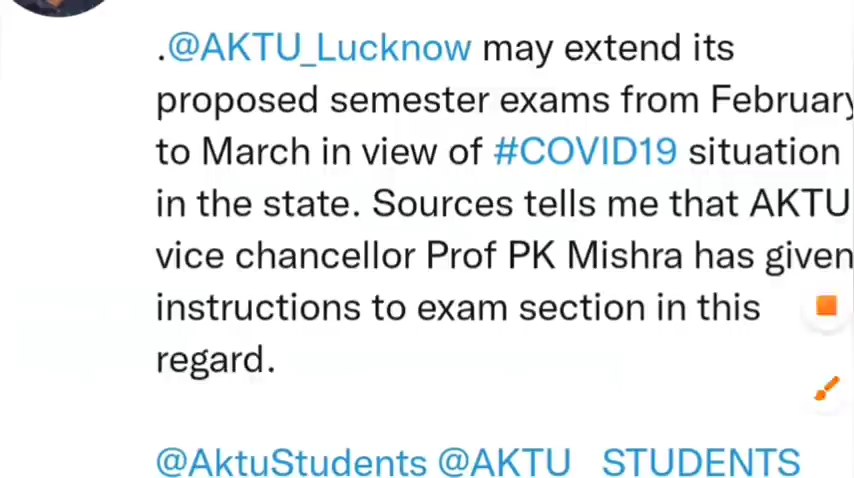 .@AKTU_Lucknow may extend its
proposed semester exams from February
to March in view of #COVID19 situation
in the state. Sources tells me that AKTU
vice chancellor Prof PK Mishra has given
instructions to exam section in this
regard.
@AktuStudents @AKTU STUDENTS